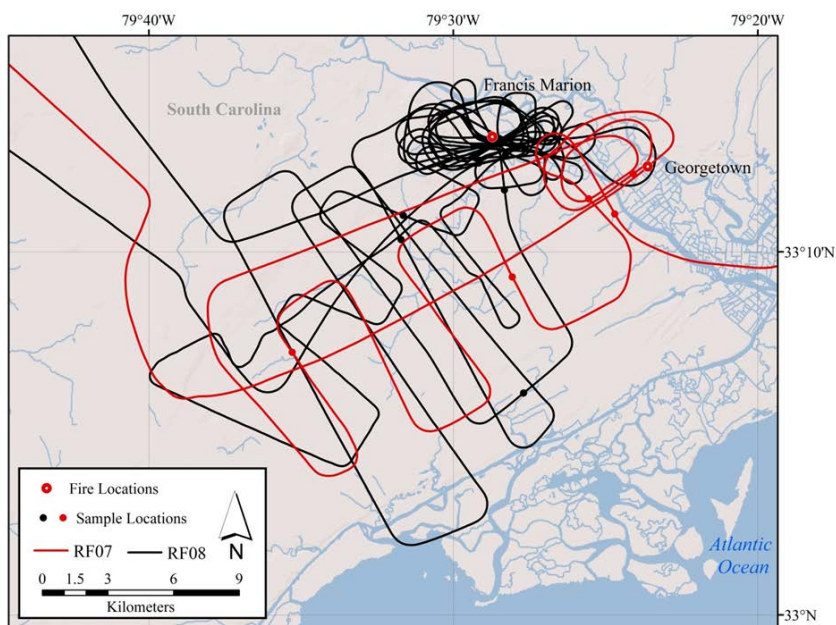 79°40'W
79°30'W
79°20'W
Francis Marion
South Carolina
Georgetown
33°10'N
Fire Locations
Sample Locations
RF07
RF08
N
0 1.5 3 6 9
Kilometers
Atlantic
Ocean
33°N